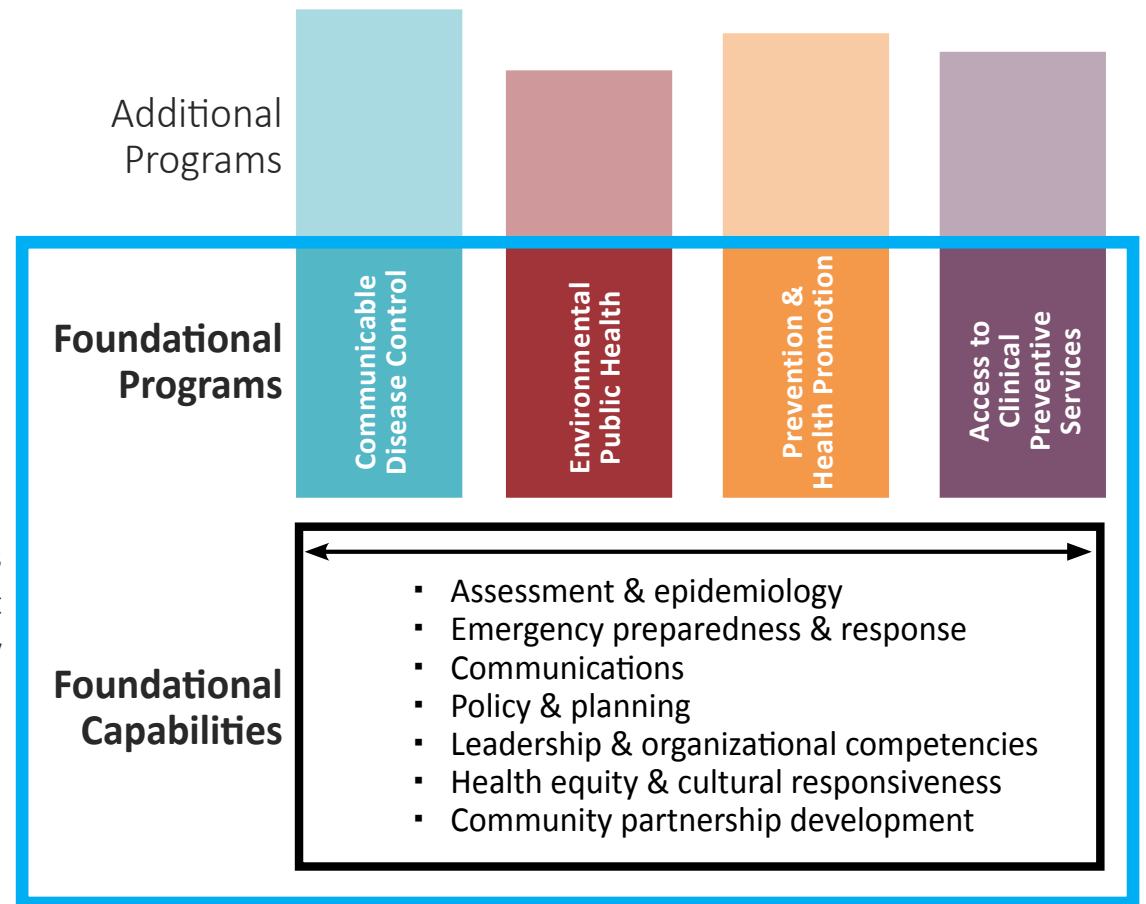 Additional
Programs
Foundational
Programs
Communicable
Disease Control
Environmental
Public Health
Prevention &
Health Promotion
Access to
Clinical
Preventive
Services
Foundational
Capabilities
▪ Assessment & epidemiology
▪ Emergency preparedness & response
▪ Communications
▪ Policy & planning
▪ Leadership & organizational competencies
▪ Health equity & cultural responsiveness
▪ Community partnership development